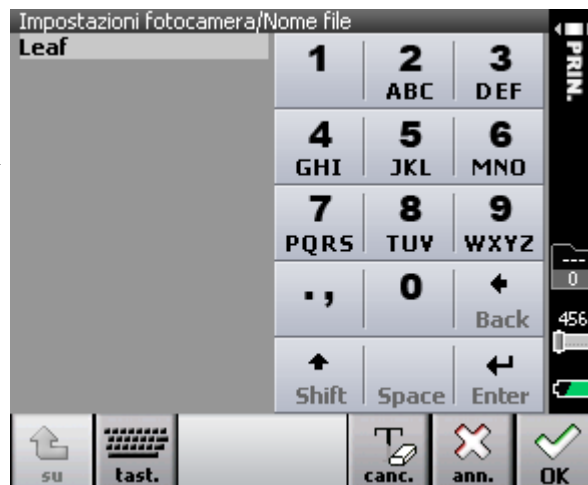 Impostazioni fotocamera/Nome file
Leaf
1 2 3
ABC DEF
4 5 6
GHI JKL MNO
7 8 9
PQRS TUV WXYZ
., 0
Back
Shift Space Enter
PRIN.
---
0
456
su tast. canc. ann. OK